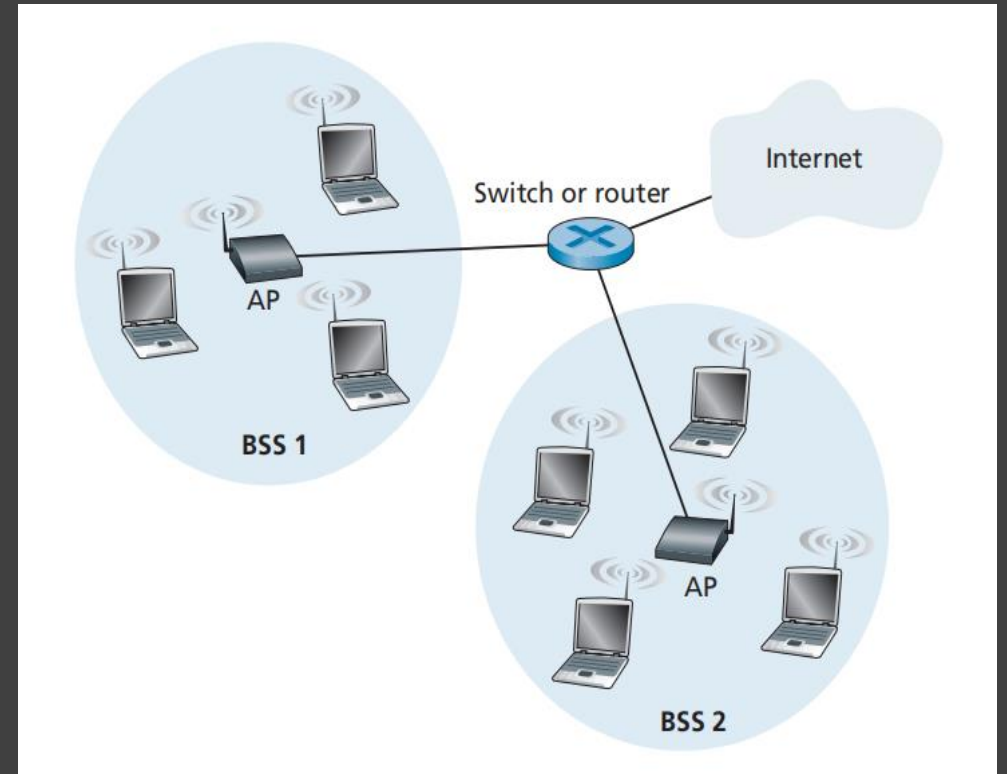 Internet
Switch or router
AP
BSS 1
AP
BSS 2